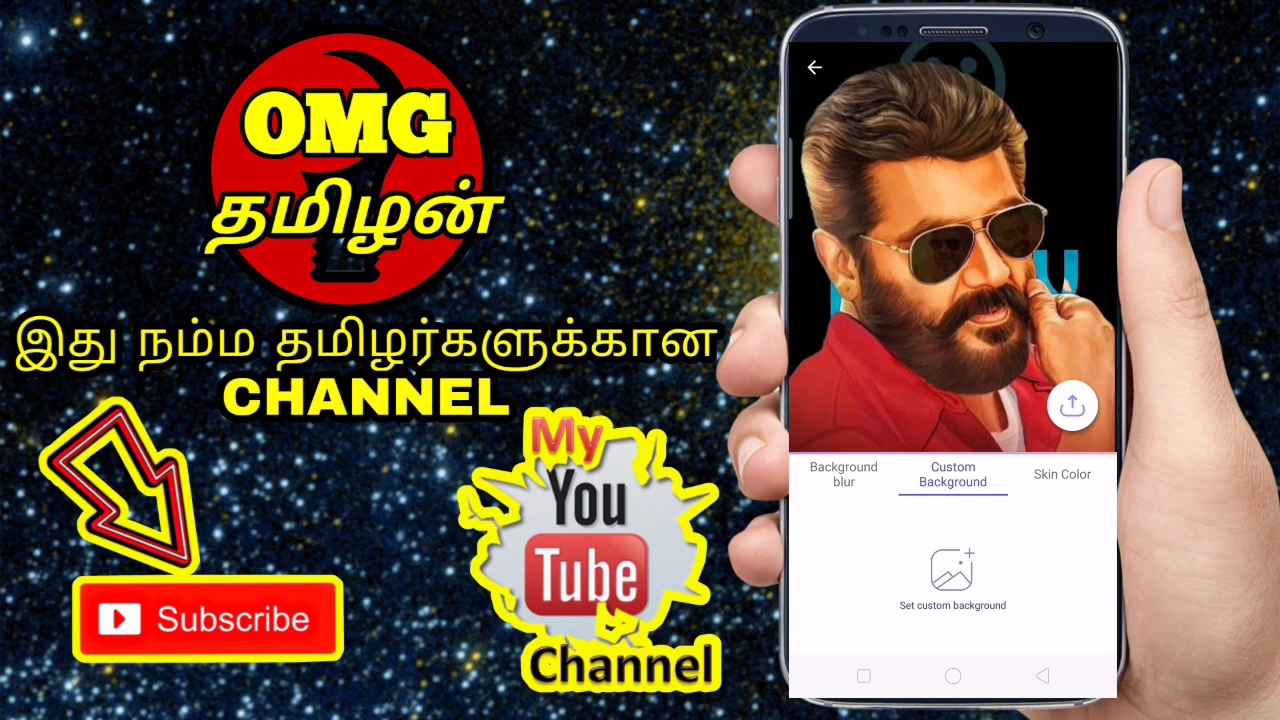 OMG
தமிழன்
இது நம்ம தமிழர்களுக்கான
CHANNEL
Subscribe
My
You
Tube
Channel
Background
blur
Custom
Background
Skin Color
Set custom background